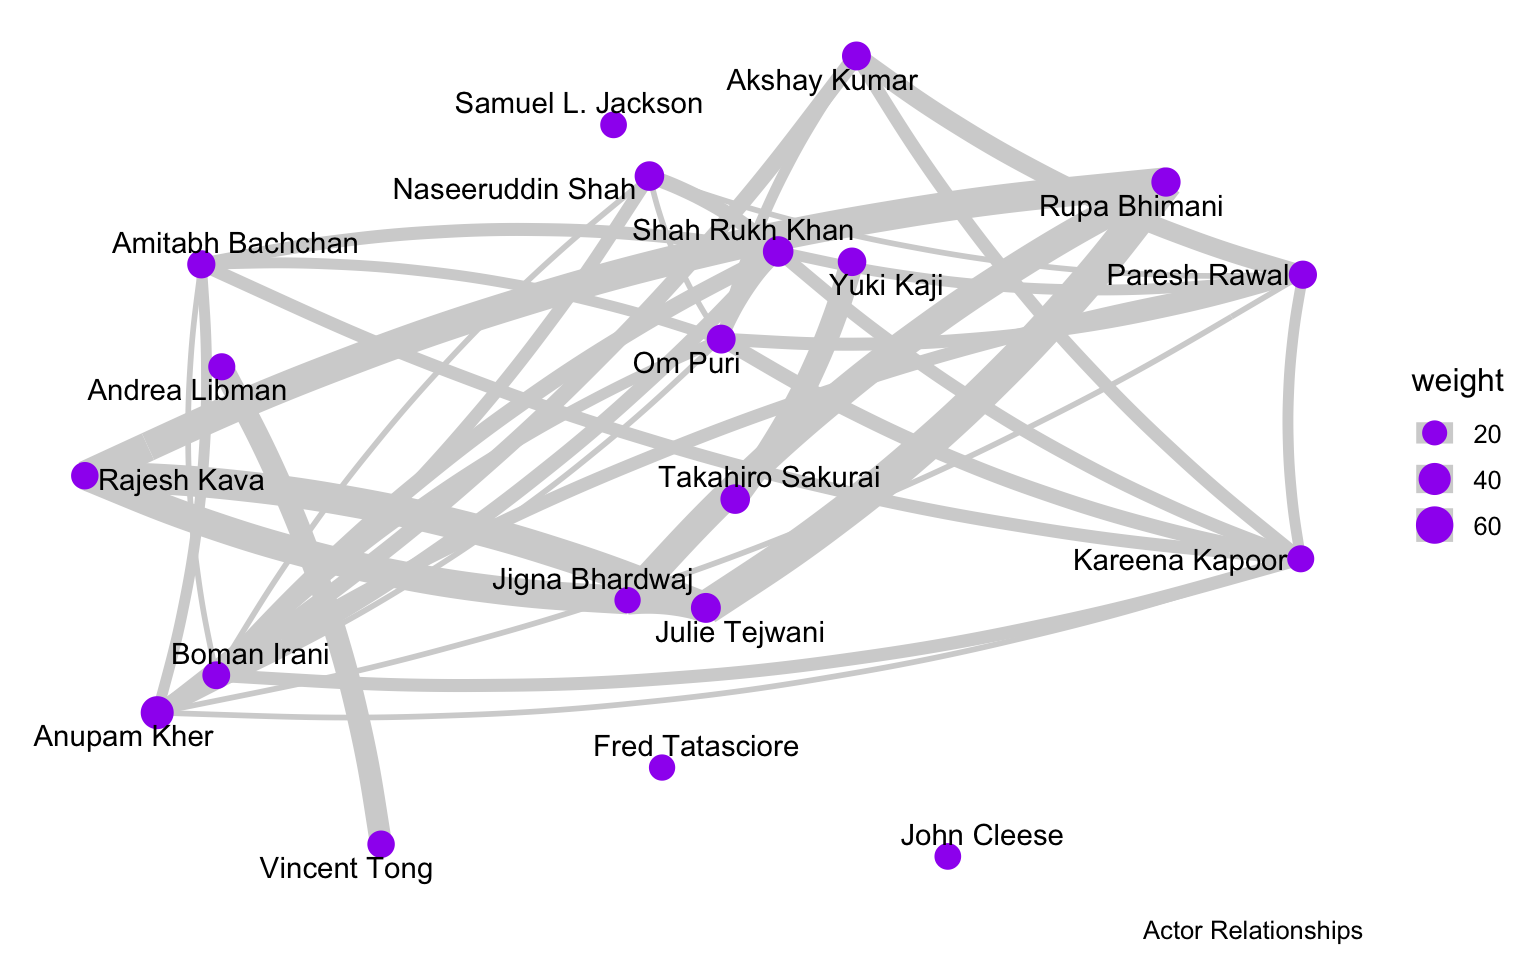 Akshay Kumar
Samuel L. Jackson
Naseeruddin Shah
Rupa Bhimani
Shah Rukh Khan
Amitabh Bachchan
Paresh Rawal
Yuki Kaji
Om Puri
Andrea Libman
weight
20
40
60
Rajesh Kava
Takahiro Sakurai
Kareena Kapoor
Jigna Bhardwaj
Julie Tejwani
Boman Irani
Anupam Kher
Fred Tatasciore
John Cleese
Vincent Tong
Actor Relationships